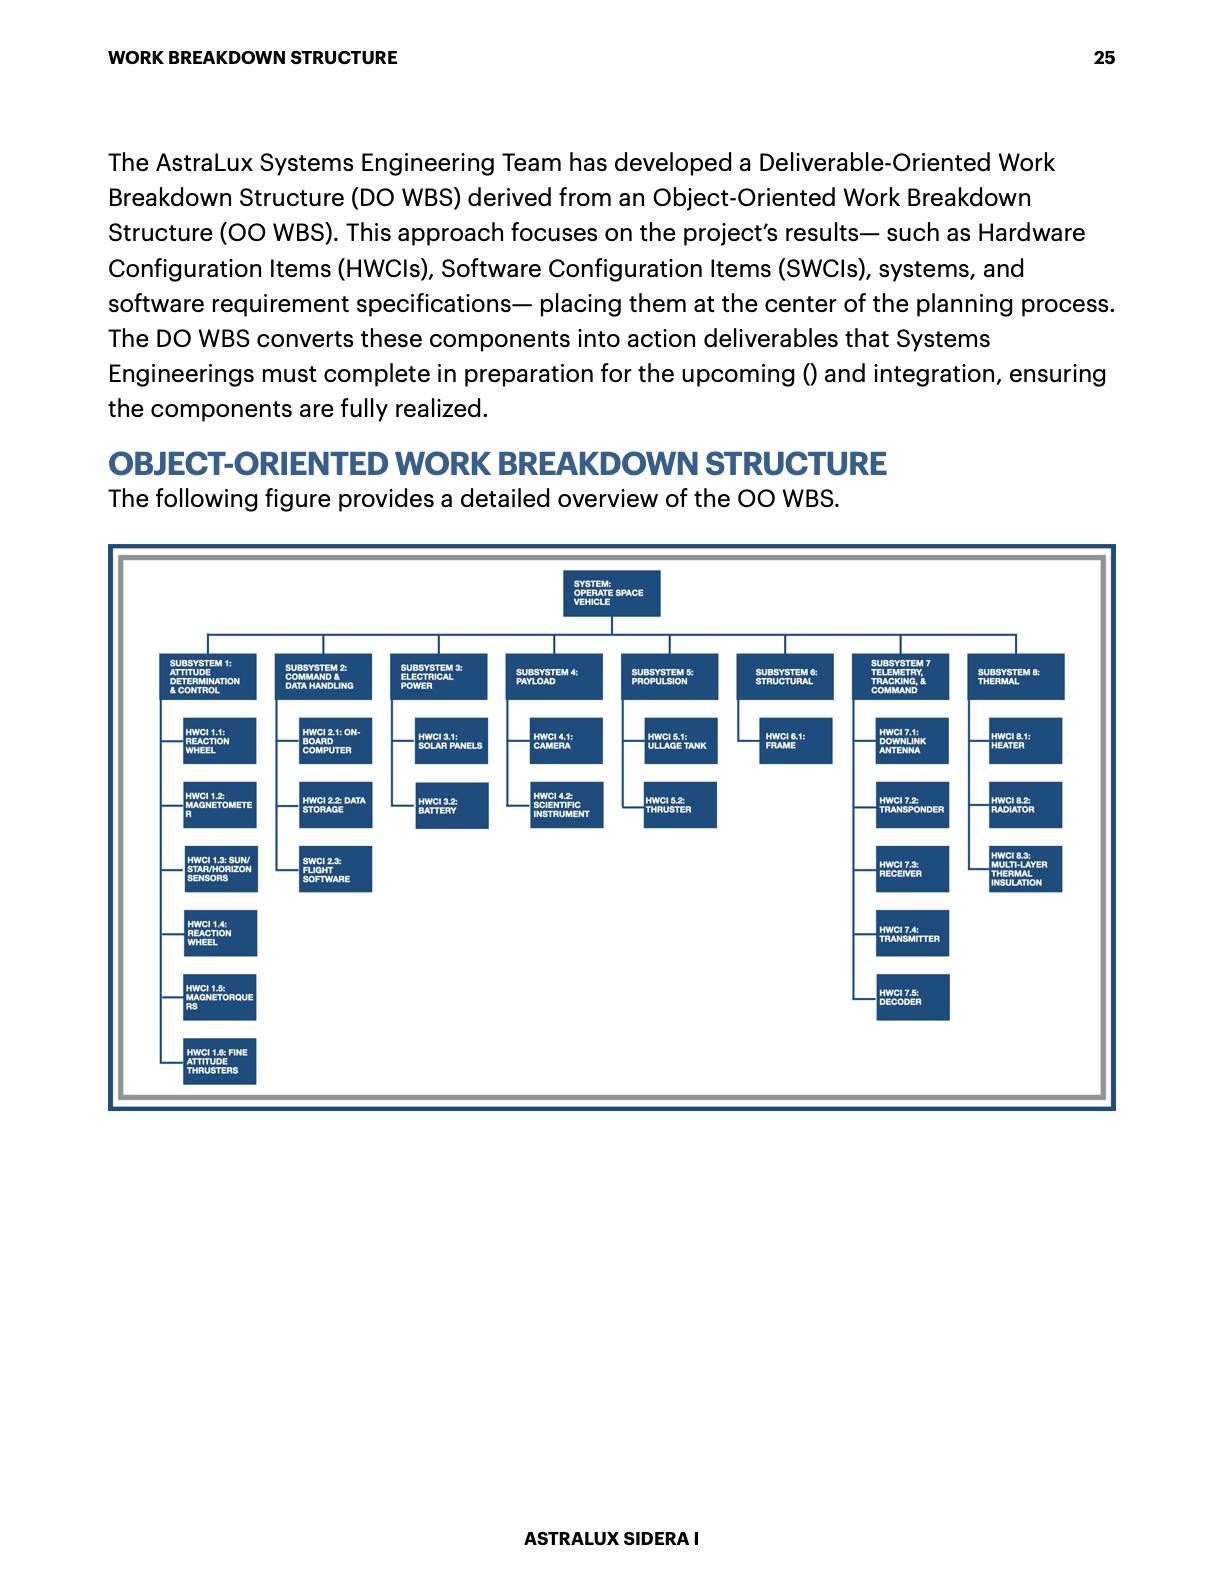 WORK BREAKDOWN STRUCTURE
25
The AstraLux Systems Engineering Team has developed a Deliverable-Oriented Work
Breakdown Structure (DO WBS) derived from an Object-Oriented Work Breakdown
Structure (OO WBS). This approach focuses on the project’s results— such as Hardware
Configuration Items (HWCIs), Software Configuration Items (SWCIs), systems, and
software requirement specifications— placing them at the center of the planning process.
The DO WBS converts these components into action deliverables that Systems
Engineerings must complete in preparation for the upcoming () and integration, ensuring
the components are fully realized.
OBJECT-ORIENTED WORK BREAKDOWN STRUCTURE
The following figure provides a detailed overview of the OO WBS.
SYSTEM:
OPERATE SPACE
VEHICLE
SUBSYSTEM 1:
ATTITUDE
DETERMINATION
& CONTROL
HWCI 1.1:
REACTION
WHEEL
HWCI 1.2:
MAGNETOMETE
R
HWCI 1.3: SUN/
STAR/HORIZON
SENSORS
HWCI 1.4:
REACTION
WHEEL
HWCI 1.5:
MAGNETORQUE
RS
HWCI 1.6: FINE
ATTITUDE
THRUSTERS
SUBSYSTEM 2:
COMMAND &
DATA HANDLING
HWCI 2.1: ON-
BOARD
COMPUTER
HWCI 2.2: DATA
STORAGE
SWCI 2.3:
FLIGHT
SOFTWARE
SUBSYSTEM 3:
ELECTRICAL
POWER
HWCI 3.1:
SOLAR PANELS
HWCI 3.2:
BATTERY
SUBSYSTEM 4:
PAYLOAD
HWCI 4.1:
CAMERA
HWCI 4.2:
SCIENTIFIC
INSTRUMENT
SUBSYSTEM 5:
PROPULSION
HWCI 5.1:
ULLAGE TANK
HWCI 5.2:
THRUSTER
SUBSYSTEM 6:
STRUCTURAL
HWCI 6.1:
FRAME
SUBSYSTEM 7
TELEMETRY,
TRACKING, &
COMMAND
HWCI 7.1:
DOWNLINK
ANTENNA
HWCI 7.2:
TRANSPONDER
HWCI 7.3:
RECEIVER
HWCI 7.4:
TRANSMITTER
HWCI 7.5:
DECODER
SUBSYSTEM 8:
THERMAL
HWCI 8.1:
HEATER
HWCI 8.2:
RADIATOR
HWCI 8.3:
MULTI-LAYER
THERMAL
INSULATION
ASTRALUX SIDERA I